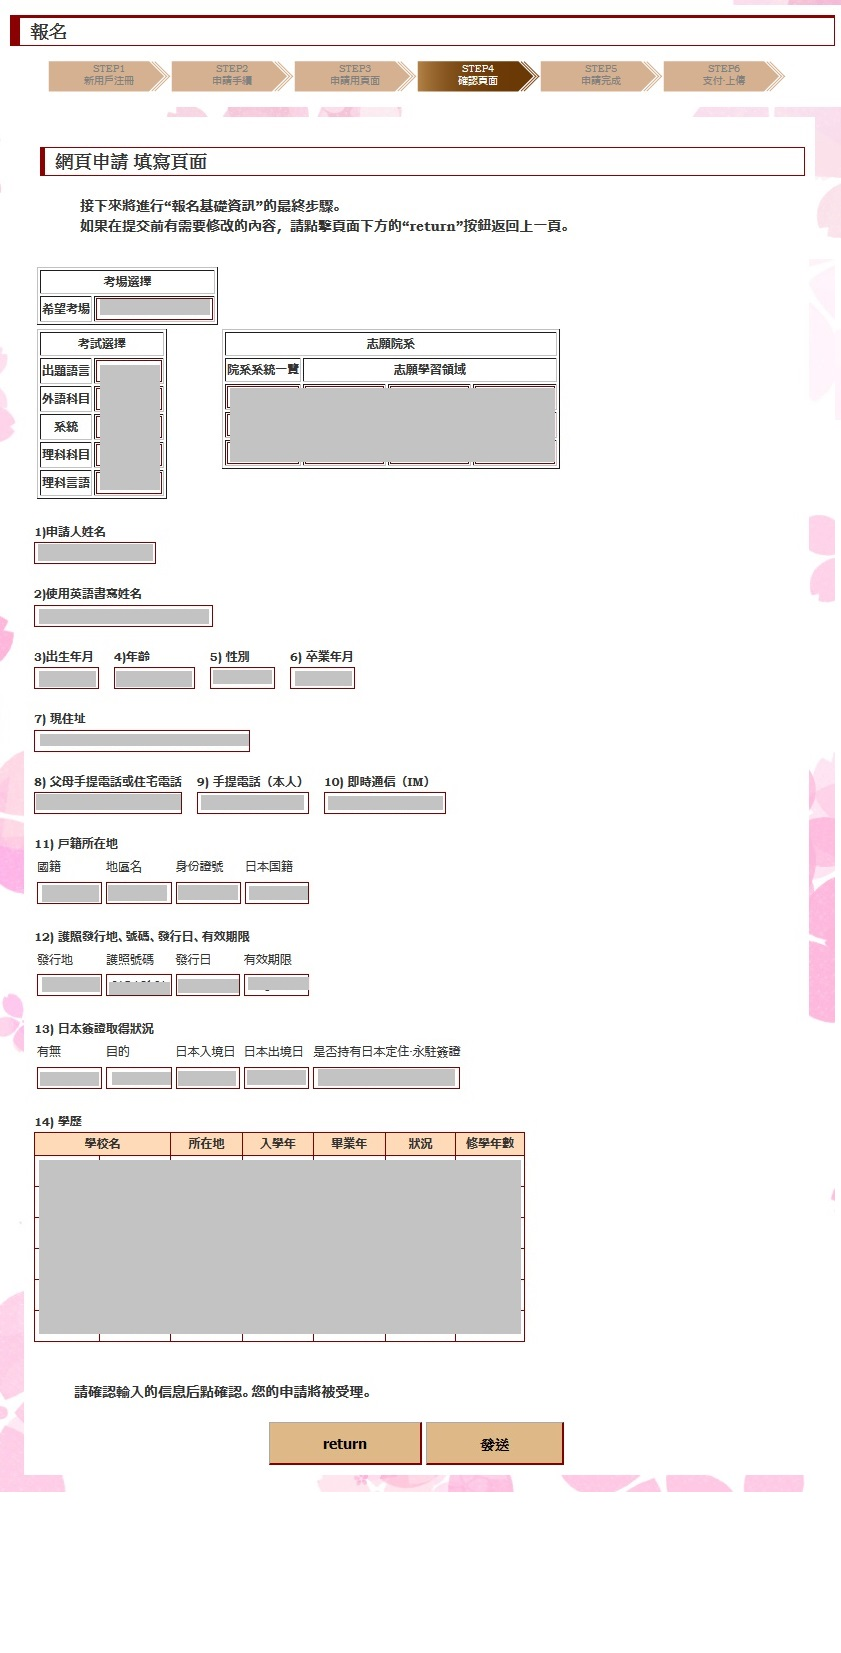 報名
STEP1
新用戶注冊
STEP2
申請手續
STEP3
申請用頁面
STEP4
確認頁面
STEP5
申請完成
STEP6
支付·上傳
網頁申請 填寫頁面
接下來將進行“報名基礎資訊”的最終步驟。
如果在提交前有需要修改的內容，請點擊頁面下方的“return”按鈕返回上一頁。
考場選擇
希望考場
考試選擇
出題語言
外語科目
系統
理科科目
理科言語
志願院系
院系系統一覽 志願學習領域
1)申請人姓名
2)使用英語書寫姓名
3)出生年月 4)年齡 5) 性別 6) 卒業年月
7) 現住址
8) 父母手提電話或住宅電話 9) 手提電話（本人） 10) 即時通信（IM）
11) 戶籍所在地
國籍 地區名 身份證號 日本国籍
12) 護照發行地、號碼、發行日、有效期限
發行地 護照號碼 發行日 有效期限
13) 日本簽證取得狀況
有無 目的 日本入境日 日本出境日 是否持有日本定住·永駐簽證
14) 學歷
學校名 所在地 入學年 畢業年 狀況 修學年數
請確認輸入的信息后點確認。您的申請將被受理。
return 發送